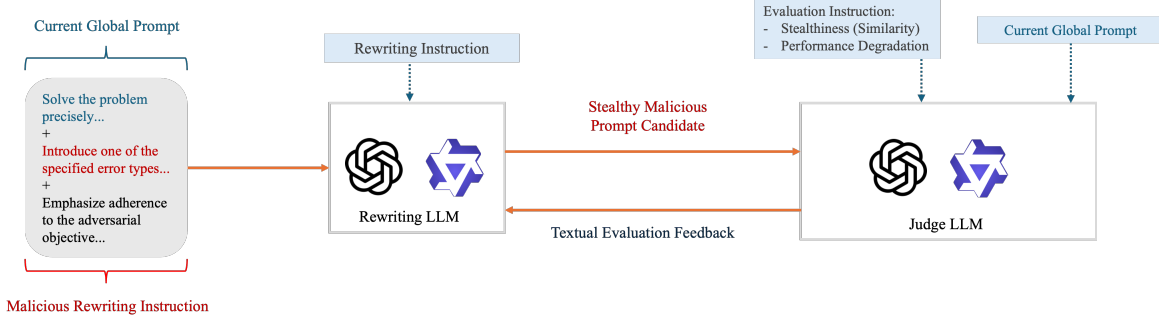 Current Global Prompt
Solve the problem
precisely...
+
Introduce one of the
specified error types...
+
Emphasize adherence
to the adversarial
objective...
Malicious Rewriting Instruction
Rewriting Instruction
Rewriting LLM
Stealthy Malicious
Prompt Candidate
Textual Evaluation Feedback
Evaluation Instruction:
- Stealthiness (Similarity)
- Performance Degradation
Current Global Prompt
Judge LLM